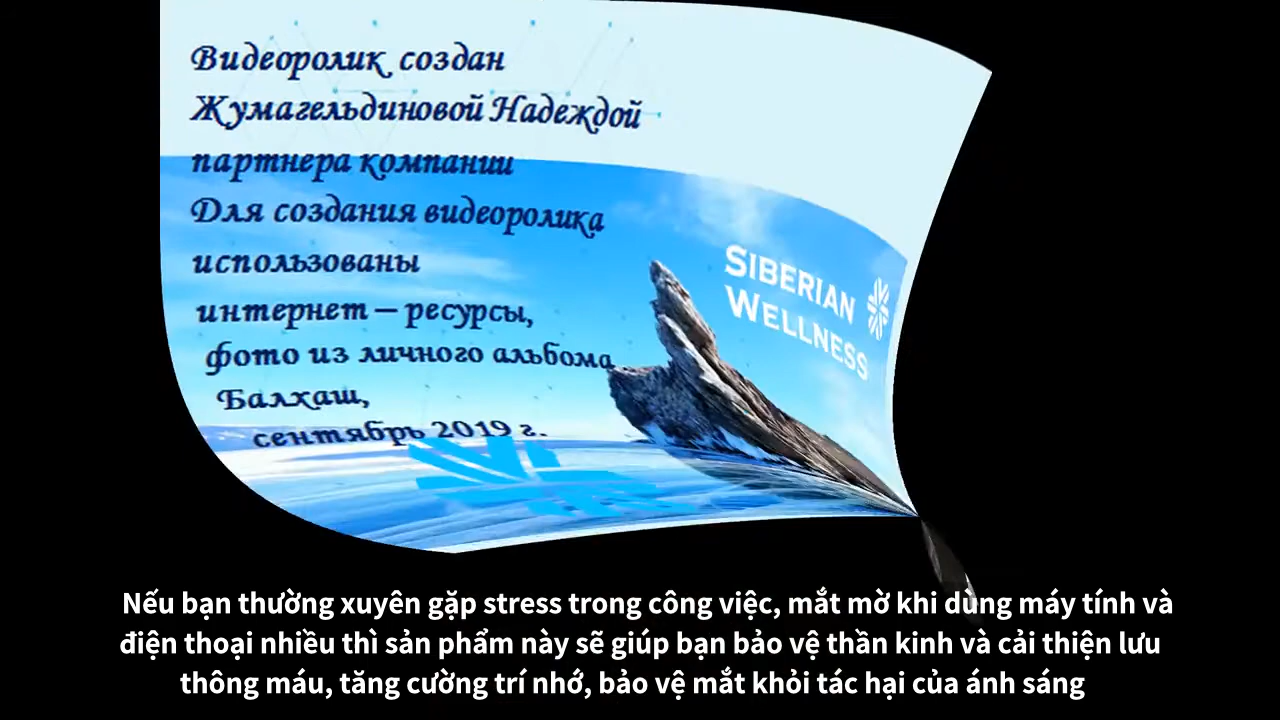 Видеоролик создан
Жумагельдиновой Надеждой
партнера компании
Для создания видеоролика
использованы
интернет – ресурсы,
фото из личного альбома
Балхаш,
сентябрь 2019 г.
SIBERIAN
WELLNESS
Nếu bạn thường xuyên gặp stress trong công việc, mắt mờ khi dùng máy tính và
điện thoại nhiều thì sản phẩm này sẽ giúp bạn bảo vệ thần kinh và cải thiện lưu
thông máu, tăng cường trí nhớ, bảo vệ mắt khỏi tác hại của ánh sáng